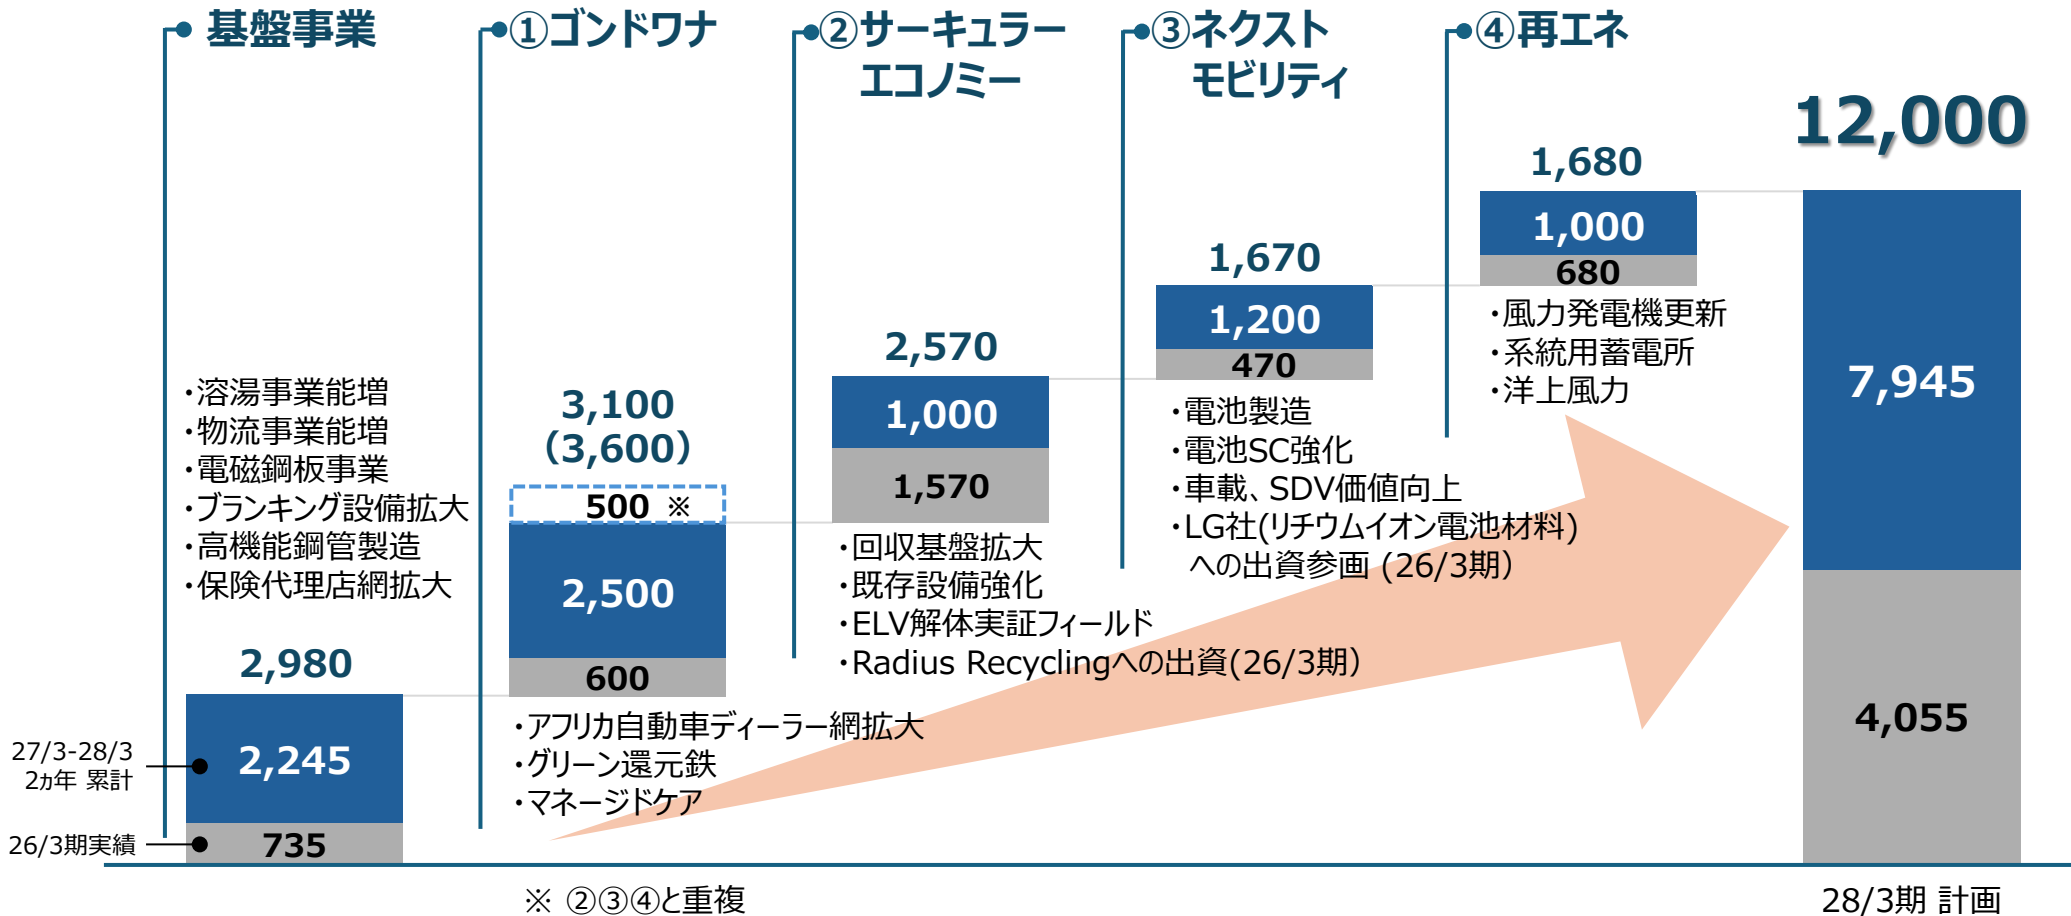 基盤事業
・溶湯事業能増
・物流事業能増
・電磁鋼板事業
・ブランキング設備拡大
・高機能鋼管製造
・保険代理店網拡大
2,980
2,245
735
27/3-28/3
2ヵ年 累計
26/3期実績
①ゴンドワナ
3,100
(3,600)
500 ※
2,500
600
・アフリカ自動車ディーラー網拡大
・グリーン還元鉄
・マネージドケア
※ ②③④と重複
②サーキュラー
エコノミー
2,570
1,000
1,570
・回収基盤拡大
・既存設備強化
・ELV解体実証フィールド
・Radius Recyclingへの出資(26/3期)
③ネクスト
モビリティ
1,670
1,200
470
・電池製造
・電池SC強化
・車載、SDV価値向上
・LG社(リチウムイオン電池材料)
への出資参画 (26/3期)
④再エネ
1,680
1,000
680
・風力発電機更新
・系統用蓄電所
・洋上風力
12,000
7,945
4,055
28/3期 計画